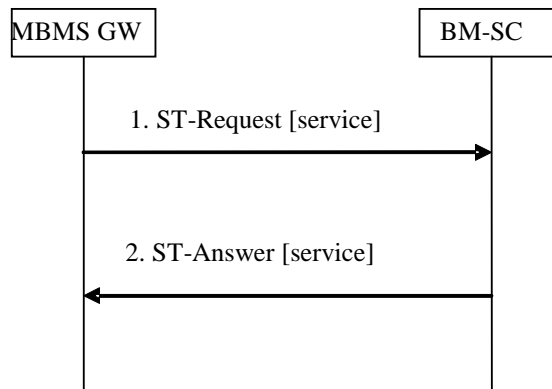 MBMS GW
BM-SC
1. ST-Request [service]
2. ST-Answer [service]